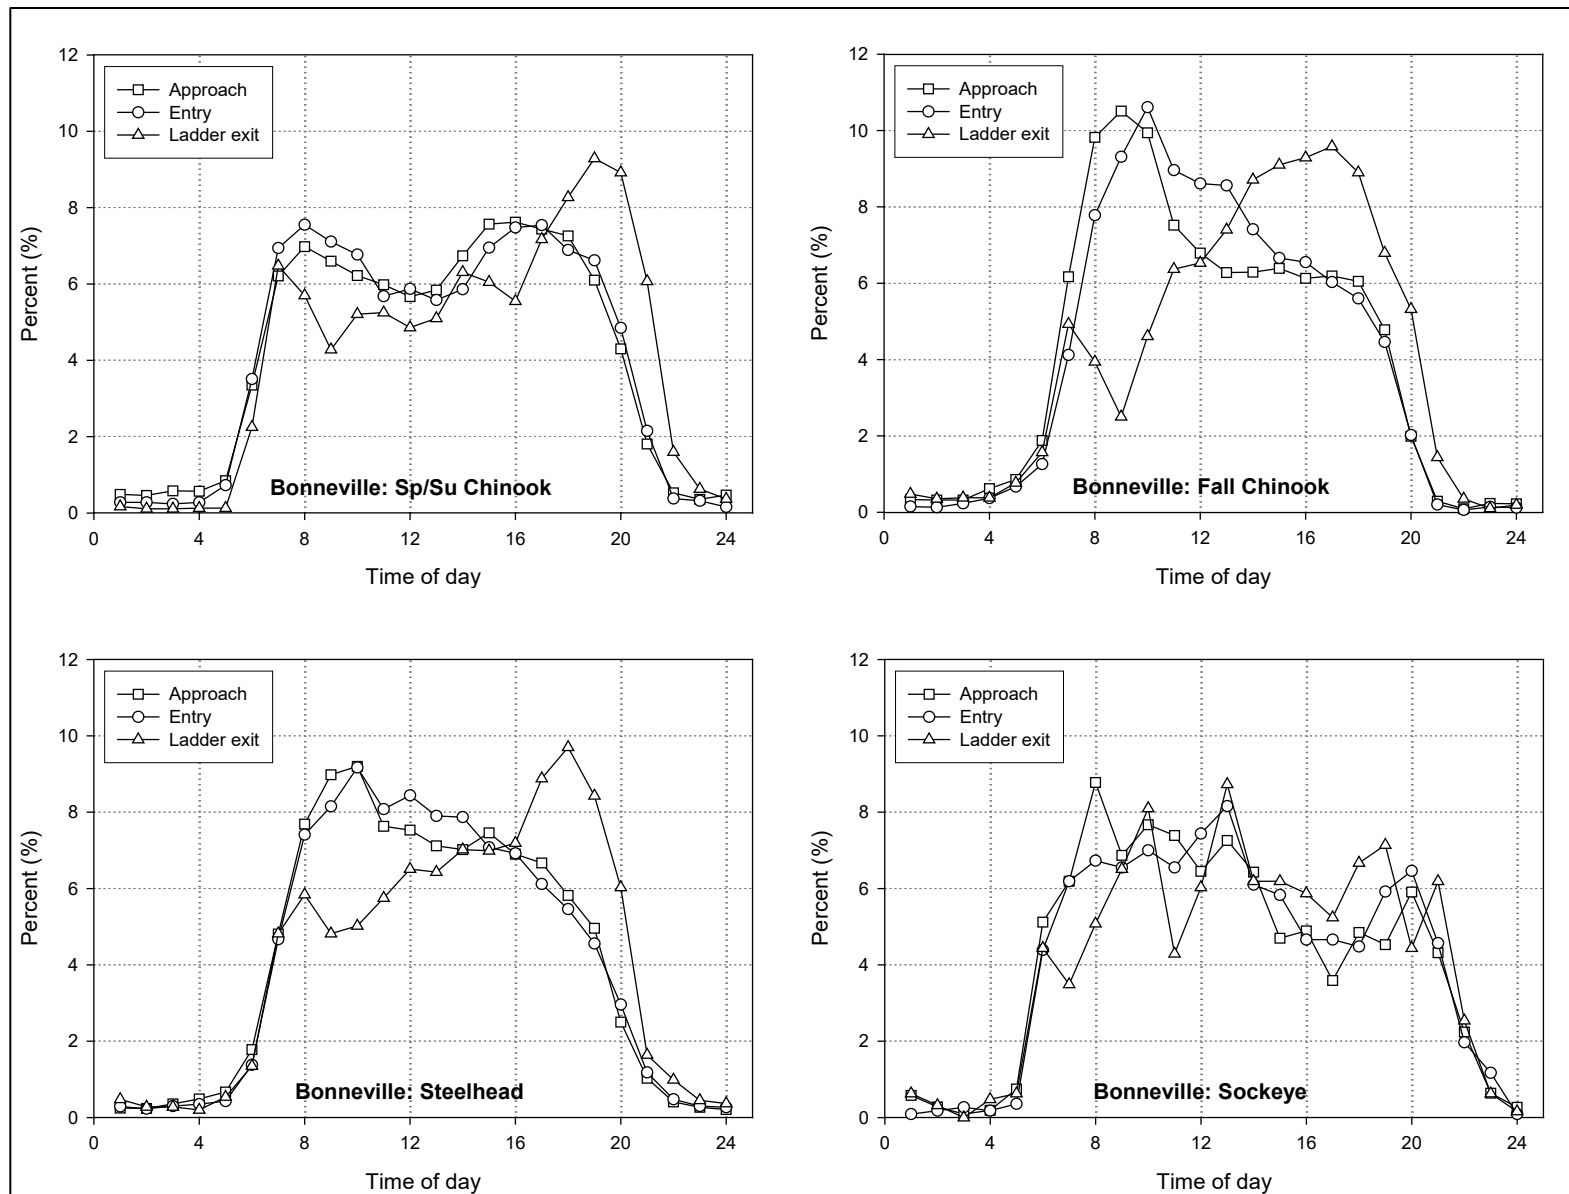 12
10
8
6
4
2
0
Percent (%)
Approach
Entry
Ladder exit
Bonneville: Sp/Su Chinook
0 4 8 12 16 20 24
Time of day
12
10
8
6
4
2
0
Percent (%)
Approach
Entry
Ladder exit
Bonneville: Fall Chinook
0 4 8 12 16 20 24
Time of day
12
10
8
6
4
2
0
Percent (%)
Approach
Entry
Ladder exit
Bonneville: Steelhead
0 4 8 12 16 20 24
Time of day
12
10
8
6
4
2
0
Percent (%)
Approach
Entry
Ladder exit
Bonneville: Sockeye
0 4 8 12 16 20 24
Time of day